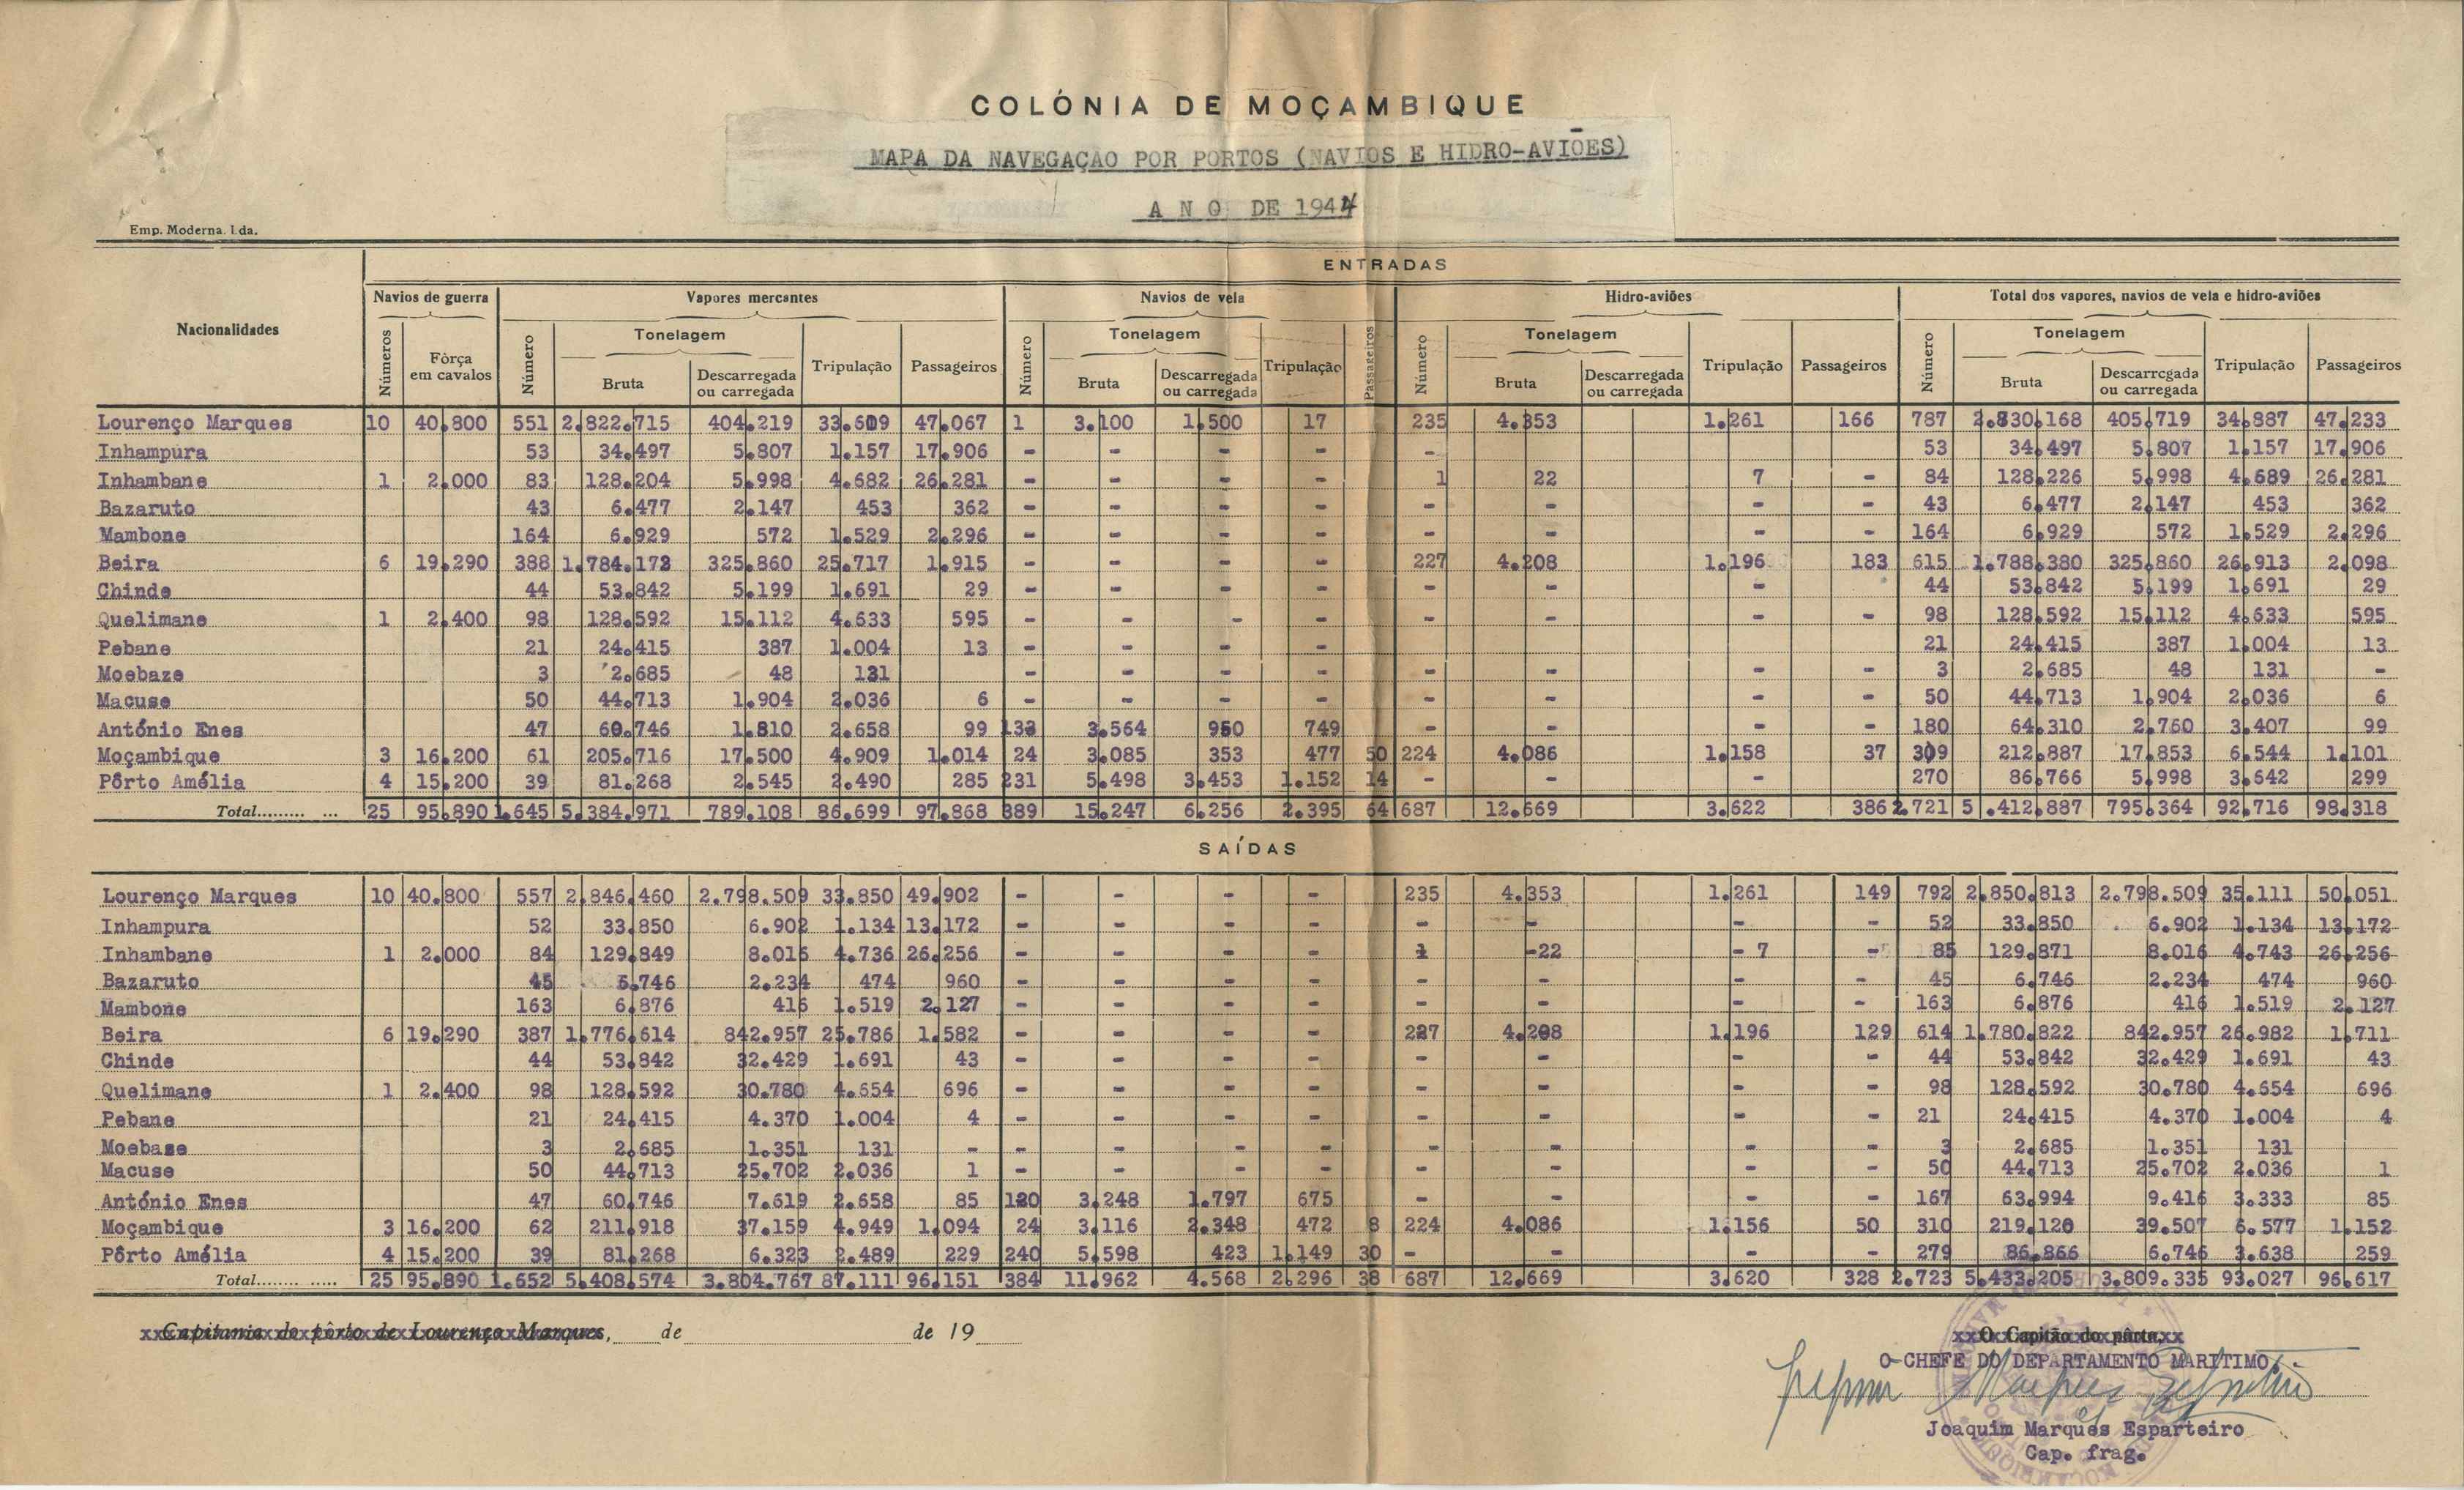 COLÓNIA DE MOÇAMBIQUE
MAPA DA NAVEGAÇAO POR PORTOS (NAVIOS E HIDRO-AVIÕES)
A N O DE 1944
Emp. Moderna. Lda.
ENTRADAS
Nacionalidades Navios de guerra Vapores mercantes Navios de vela Hidro-aviões Total dos vapores, navios de vela e hidro-aviões
Números Fôrça em cavalos Número Tonelagem Bruta Descarregada ou carregada Tripulação Passageiros Número Tonelagem Bruta Descarregada ou carregada Tripulação Passageiros Número Tonelagem Bruta Descarregada ou carregada Tripulação Passageiros Número Tonelagem Bruta Descarregada ou carregada Tripulação Passageiros
Lourenço Marques 10 40.800 551 2.822.715 404.219 33.609 47.067 1 3.100 1.500 17 235 4.353 1.261 166 787 2.830.168 405.719 34.887 47.233
Inhampura 53 34.497 5.807 1.157 17.906 - - - - - 53 34.497 5.807 1.157 17.906
Inhambane 1 2.000 83 128.204 5.998 4.682 26.281 - - - - 1 22 7 - 84 128.226 5.998 4.689 26.281
Bazaruto 43 6.477 2.147 453 362 - - - - - - - - 43 6.477 2.147 453 362
Mambone 164 6.929 572 1.529 2.296 - - - - - - - - 164 6.929 572 1.529 2.296
Beira 6 19.290 388 1.784.172 325.860 25.717 1.915 - - - - 227 4.208 1.196 183 615 1.788.380 325.860 26.913 2.098
Chinde 44 53.842 5.199 1.691 29 - - - - - - - 44 53.842 5.199 1.691 29
Quelimane 1 2.400 98 128.592 15.112 4.633 595 - - - - - - - - 98 128.592 15.112 4.633 595
Pebane 21 24.415 387 1.004 13 - - - - 21 24.415 387 1.004 13
Moebaze 3 2.685 48 131 - - - - - - - - 3 2.685 48 131 -
Macuse 50 44.713 1.904 2.036 6 - - - - - - - - 50 44.713 1.904 2.036 6
António Enes 47 60.746 1.810 2.658 99 133 3.564 950 749 - - - - 180 64.310 2.760 3.407 99
Moçambique 3 16.200 61 205.716 17.500 4.909 1.014 24 3.085 353 477 50 224 4.086 1.158 37 309 212.887 17.853 6.544 1.101
Pôrto Amélia 4 15.200 39 81.268 2.545 2.490 285 231 5.498 3.453 1.152 14 - - - 270 86.766 5.998 3.642 299
Total......... ... 25 95.890 1.645 5.384.971 789.108 86.699 97.868 389 15.247 6.256 2.395 64 687 12.669 3.622 386 2.721 5.412.887 795.364 92.716 98.318
SAÍDAS
Lourenço Marques 10 40.800 557 2.846.460 2.798.509 33.850 49.902 - - - - 235 4.353 1.261 149 792 2.850.813 2.798.509 35.111 50.051
Inhampura 52 33.850 6.902 1.134 13.172 - - - - - - - - 52 33.850 6.902 1.134 13.172
Inhambane 1 2.000 84 129.849 8.016 4.736 26.256 - - - - 1 -22 - 7 - 85 129.871 8.016 4.743 26.256
Bazaruto 45 6.746 2.234 474 960 - - - - - - - - 45 6.746 2.234 474 960
Mambone 163 6.876 416 1.519 2.127 - - - - - - - - 163 6.876 416 1.519 2.127
Beira 6 19.290 387 1.776.614 842.957 25.786 1.582 - - - - 227 4.208 1.196 129 614 1.780.822 842.957 26.982 1.711
Chinde 44 53.842 32.429 1.691 43 - - - - - - - - 44 53.842 32.429 1.691 43
Quelimane 1 2.400 98 128.592 30.780 4.654 696 - - - - - - - - 98 128.592 30.780 4.654 696
Pebane 21 24.415 4.370 1.004 4 - - - - - - - - 21 24.415 4.370 1.004 4
Moebase 3 2.685 1.351 131 - - - - - - - - - 3 2.685 1.351 131
Macuse 50 44.713 25.702 2.036 1 - - - - - - - - 50 44.713 25.702 2.036 1
António Enes 47 60.746 7.619 2.658 85 120 3.248 1.797 675 - - - - 167 63.994 9.416 3.333 85
Moçambique 3 16.200 62 211.918 37.159 4.949 1.094 24 3.116 2.348 472 8 224 4.086 1.156 50 310 219.120 39.507 6.577 1.152
Pôrto Amélia 4 15.200 39 81.268 6.323 2.489 229 240 5.598 423 1.149 30 - - - - 279 86.866 6.746 3.638 259
Total........ ..... 25 95.890 1.652 5.408.574 3.804.767 87.111 96.151 384 11.962 4.568 2.296 38 687 12.669 3.620 328 2.723 5.433.205 3.809.335 93.027 96.617
Capitania do pôrto de Lourenço Marques, de de 19
O Capitão do pôrto,
O-CHEFE DO DEPARTAMENTO MARITIMO,
Joaquim Marques Esparteiro
Cap. frag.